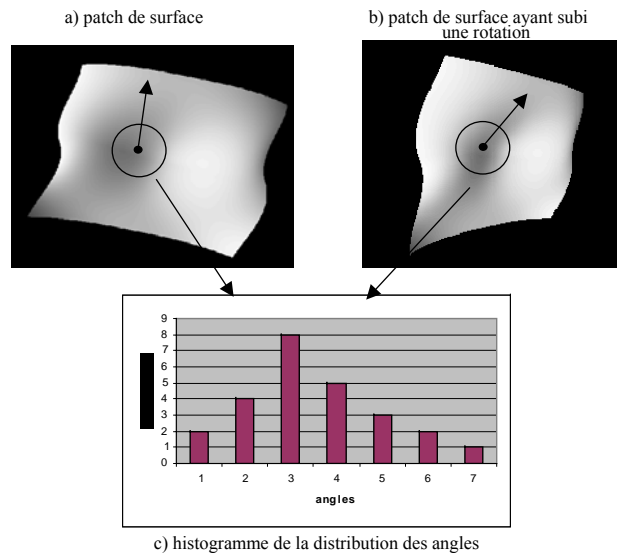 a) patch de surface
b) patch de surface ayant subi
une rotation
9
8
7
6
5
4
3
2
1
0
1 2 3 4 5 6 7
angles
c) histogramme de la distribution des angles